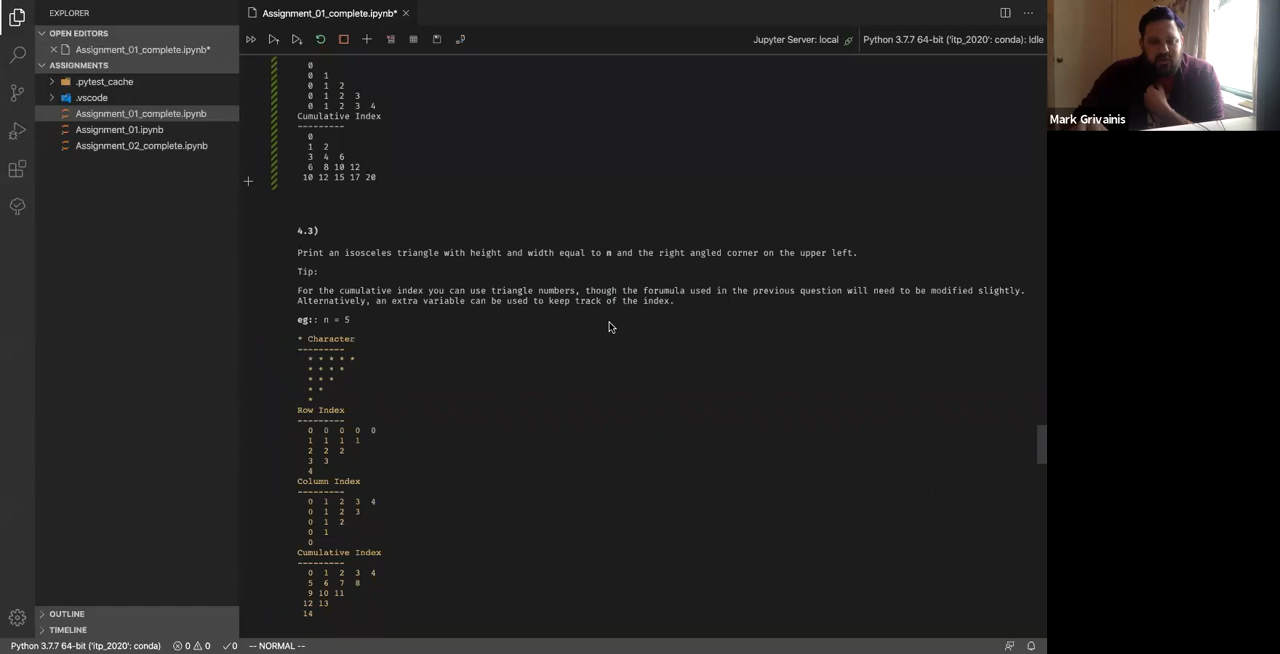 EXPLORER
OPEN EDITORS
Assignment_01_complete.ipynb*
ASSIGNMENTS
.pytest_cache
.vscode
Assignment_01_complete.ipynb
Assignment_01.ipynb
Assignment_02_complete.ipynb
OUTLINE
TIMELINE
Assignment_01_complete.ipynb*
Jupyter Server: local
Python 3.7.7 64-bit ('itp_2020': conda): Idle
0
0 1
0 1 2
0 1 2 3
0 1 2 3 4
Cumulative Index
---------
0
1 2
3 4 6
6 8 10 12
10 12 15 17 20
4.3)
Print an isosceles triangle with height and width equal to n and the right angled corner on the upper left.
Tip:
For the cumulative index you can use triangle numbers, though the forumula used in the previous question will need to be modified slightly.
Alternatively, an extra variable can be used to keep track of the index.
eg:: n = 5
* Character
---------
* * * * *
* * * *
* * *
* *
*
Row Index
---------
0 0 0 0 0
1 1 1 1
2 2 2
3 3
4
Column Index
---------
0 1 2 3 4
0 1 2 3
0 1 2
0 1
0
Cumulative Index
---------
0 1 2 3 4
5 6 7 8
9 10 11
12 13
14
Mark Grivainis
Python 3.7.7 64-bit ('itp_2020': conda)
0
0
0
-- NORMAL --